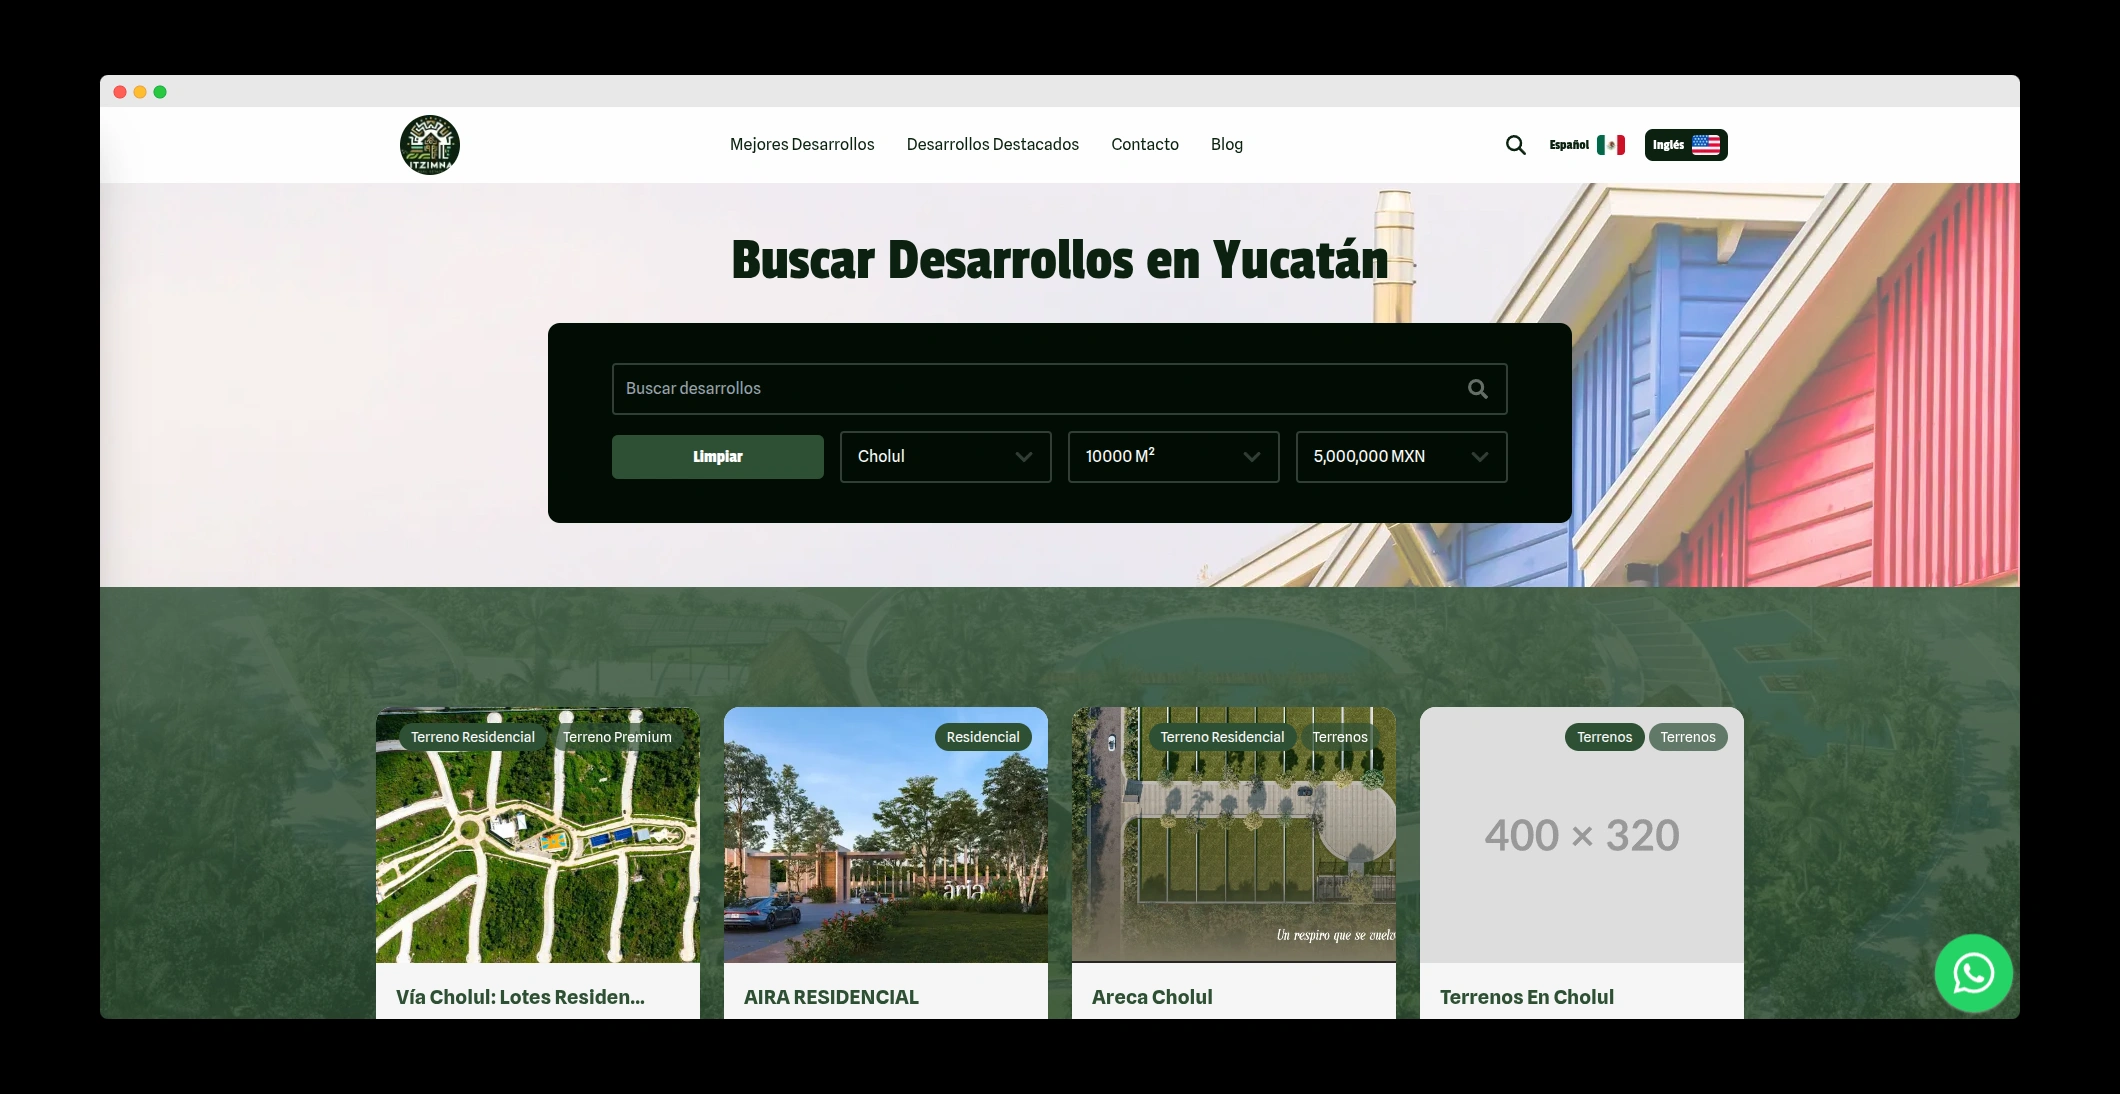 ITZIMNA
Mejores Desarrollos
Desarrollos Destacados
Contacto
Blog
Español
Inglés
Buscar Desarrollos en Yucatán
Buscar desarrollos
Limpiar
Cholul
10000 M²
5,000,000 MXN
Terreno Residencial
Terreno Premium
Residencial
Terreno Residencial
Terrenos
Terrenos
Terrenos
ària
Un respiro que se vuelv
400 × 320
Vía Cholul: Lotes Residen...
AIRA RESIDENCIAL
Areca Cholul
Terrenos En Cholul